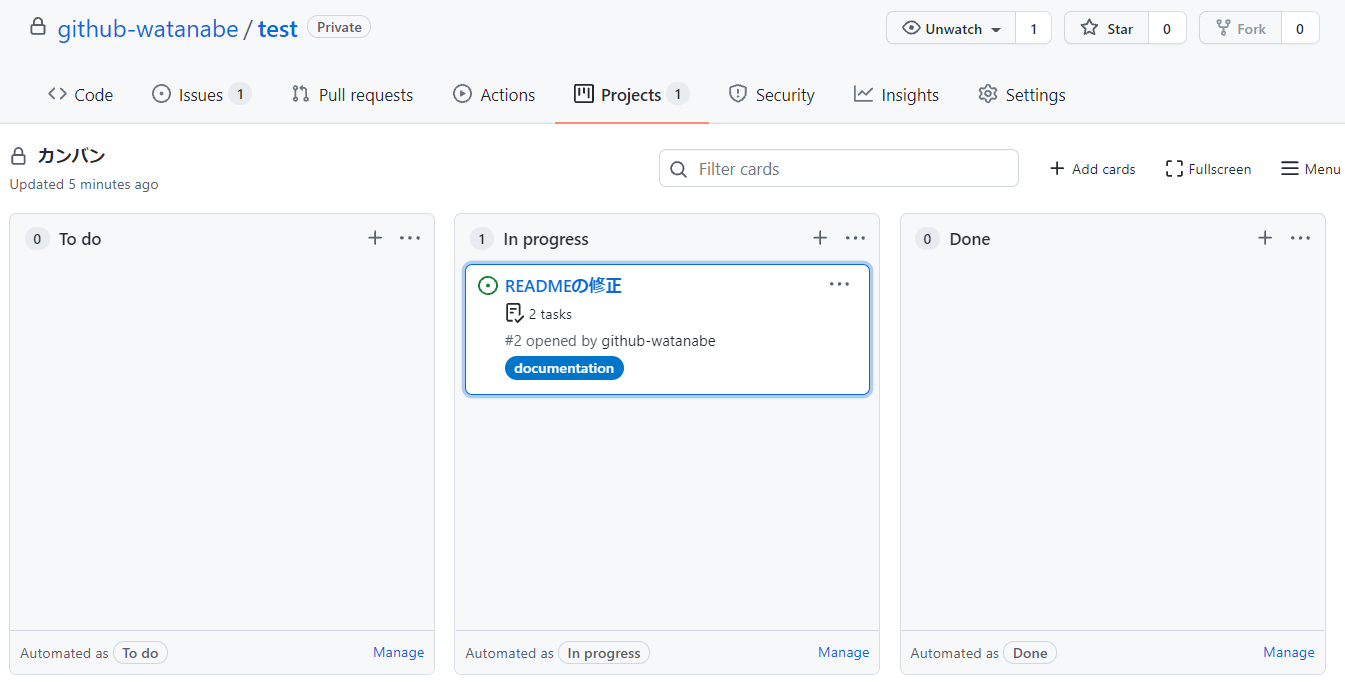 github-watanabe / test Private Unwatch 1 Star 0 Fork 0
Code Issues 1 Pull requests Actions Projects 1 Security Insights Settings
カンバン
Updated 5 minutes ago
Filter cards
Add cards Fullscreen Menu
0 To do
1 In progress
0 Done
READMEの修正
2 tasks
#2 opened by github-watanabe
documentation
Automated as To do Manage
Automated as In progress Manage
Automated as Done Manage